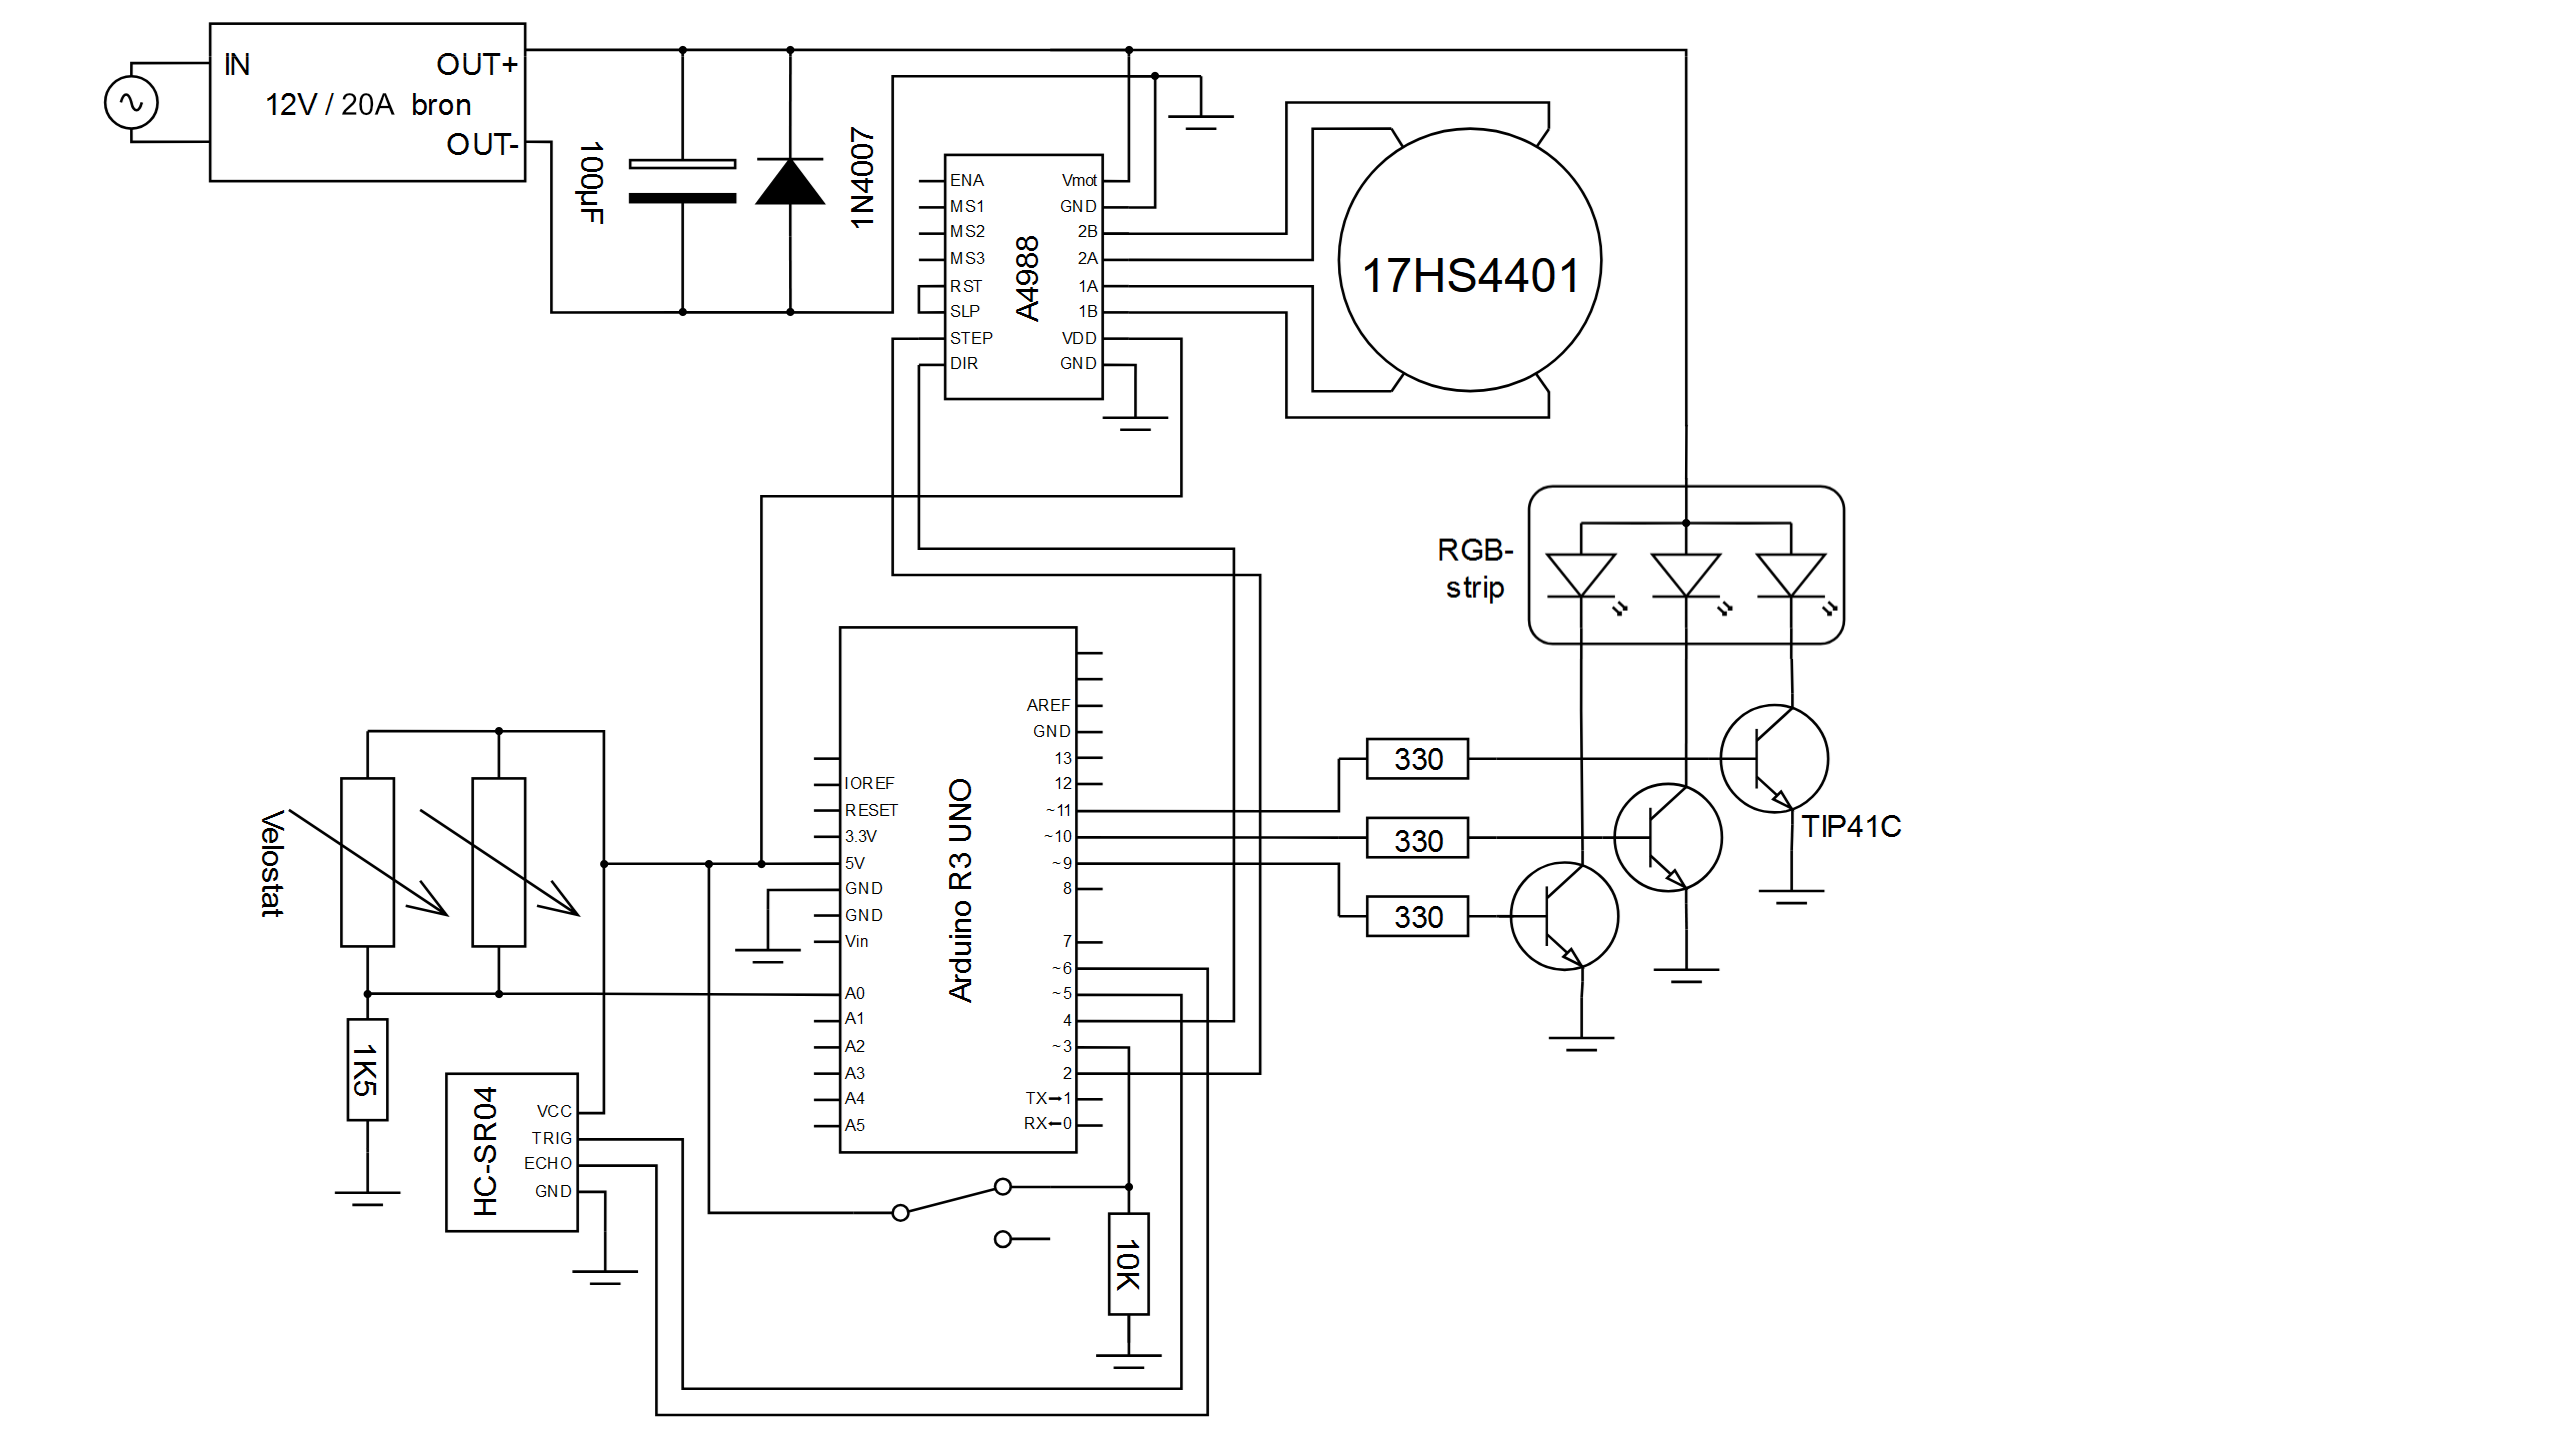 IN
OUT+
12V / 20A bron
OUT-
100µF
1N4007
ENA
MS1
MS2
MS3
RST
SLP
STEP
DIR
A4988
Vmot
GND
2B
2A
1A
1B
VDD
GND
17HS4401
RGB-
strip
Velostat
1K5
HC-SR04
VCC
TRIG
ECHO
GND
IOREF
RESET
3.3V
5V
GND
GND
Vin
A0
A1
A2
A3
A4
A5
Arduino R3 UNO
AREF
GND
13
12
~11
~10
~9
8
7
~6
~5
4
~3
2
TX→1
RX←0
330
330
330
TIP41C
10K